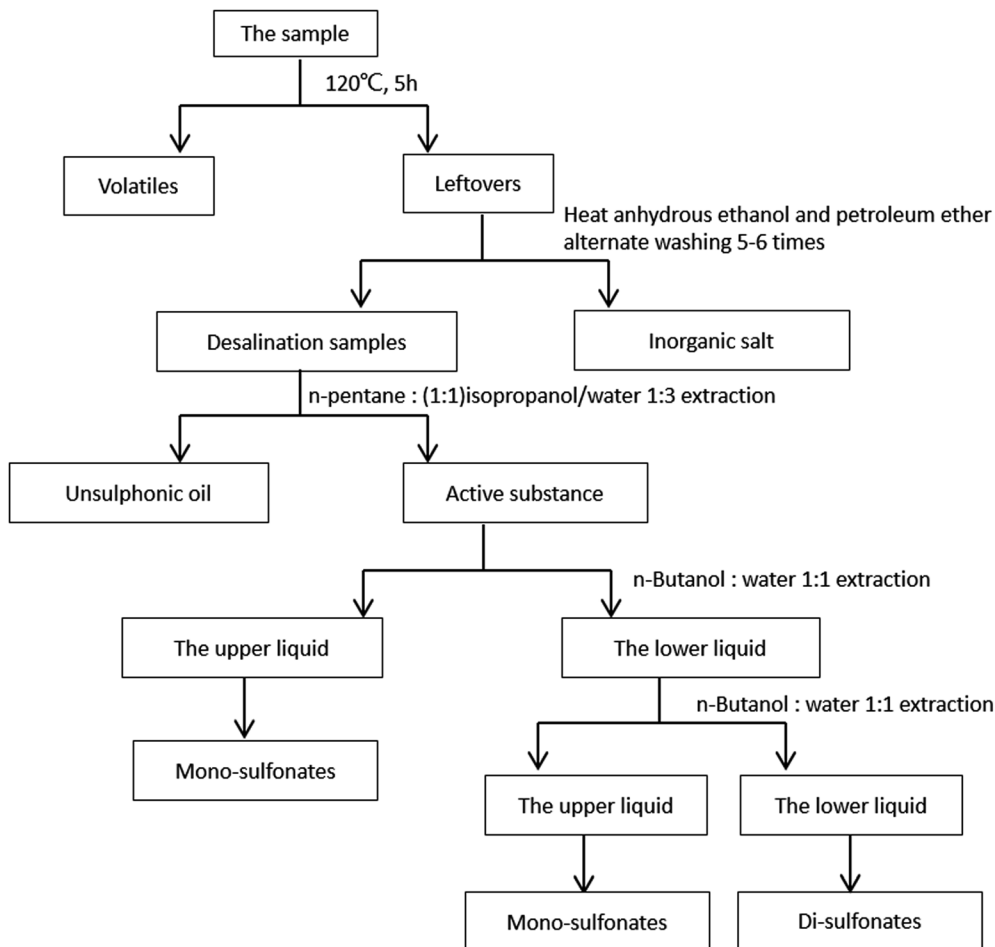 The sample
120℃, 5h
Volatiles
Leftovers
Heat anhydrous ethanol and petroleum ether
alternate washing 5-6 times
Desalination samples
Inorganic salt
n-pentane : (1:1)isopropanol/water 1:3 extraction
Unsulphonic oil
Active substance
n-Butanol : water 1:1 extraction
The upper liquid
The lower liquid
n-Butanol : water 1:1 extraction
Mono-sulfonates
The upper liquid
The lower liquid
Mono-sulfonates
Di-sulfonates